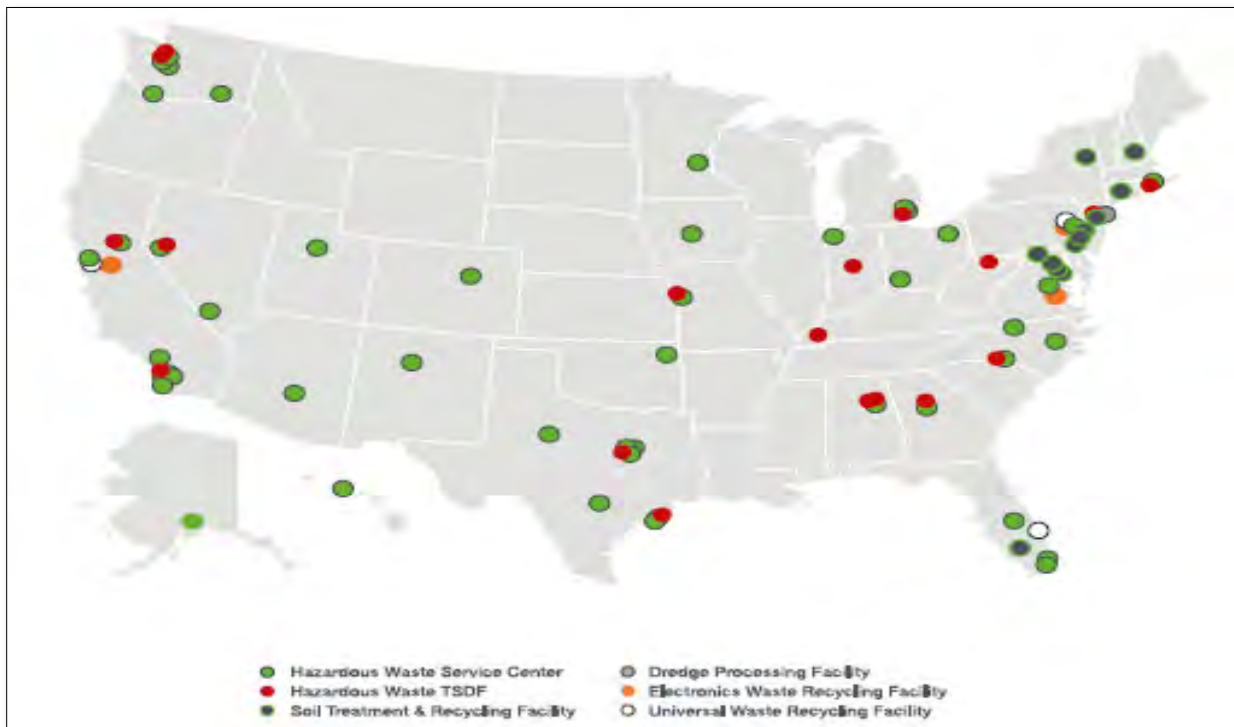 Hazardous Waste Service Center
Hazardous Waste TSDF
Soil Treatment & Recycling Facility
Dredge Processing Facility
Electronics Waste Recycling Facility
Universal Waste Recycling Facility